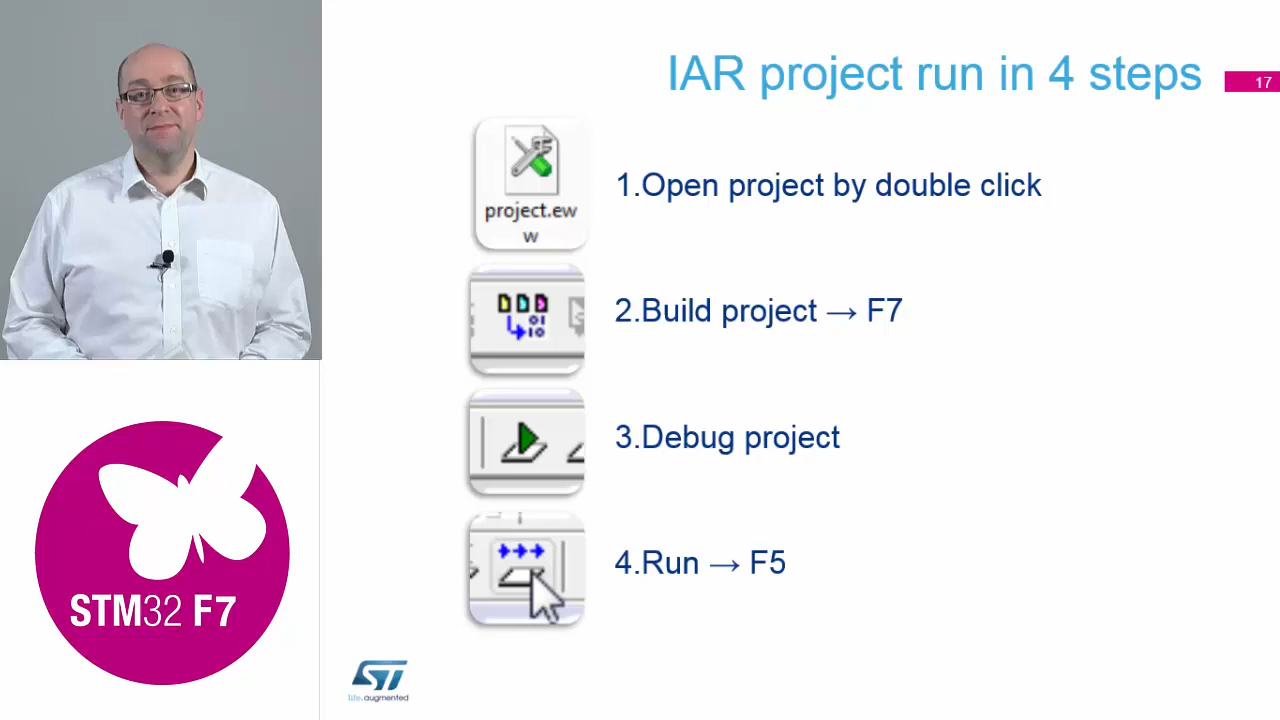 IAR project run in 4 steps
17
project.ew
w
1.Open project by double click
2.Build project → F7
3.Debug project
4.Run → F5
STM32 F7
ST
life.augmented